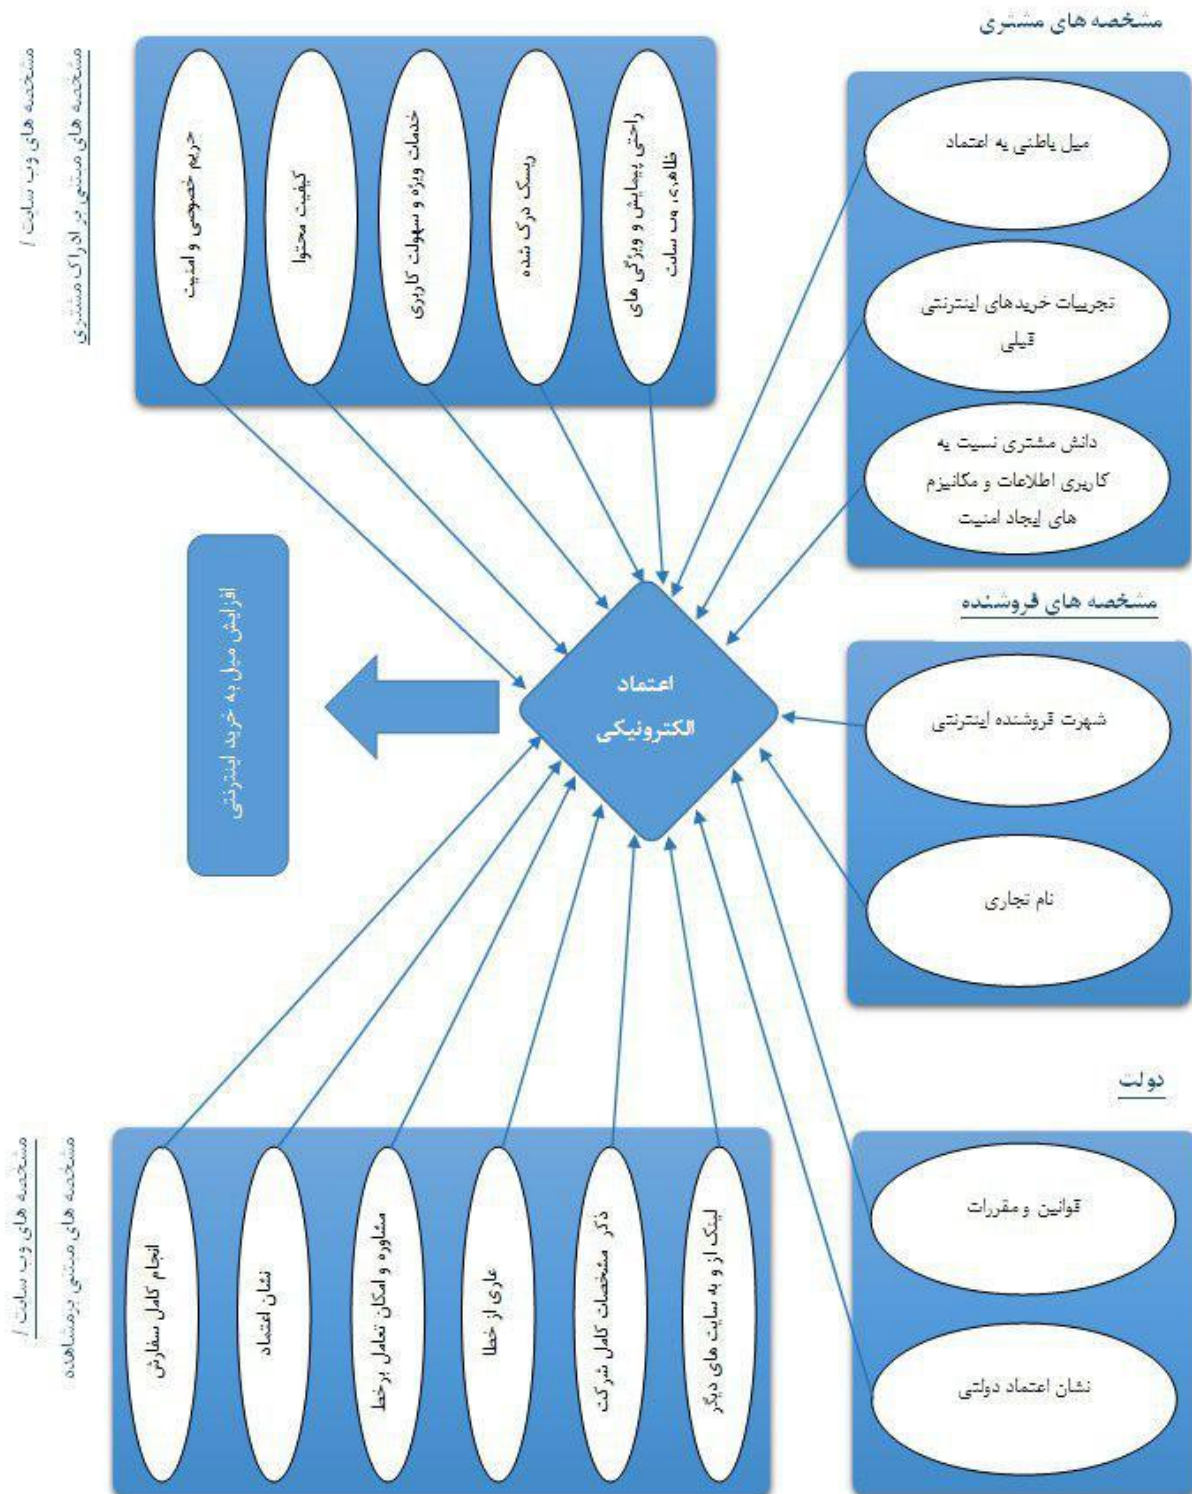 مشخصه های مشتری
میل باطنی به اعتماد
تجربیات خریدهای اینترنتی
قبلی
دانش مشتری نسبت به
کاربری اطلاعات و مکانیزم
های ایجاد امنیت
مشخصه های فروشنده
شهرت فروشنده اینترنتی
نام تجاری
دولت
قوانین و مقررات
نشان اعتماد دولتی
مشخصه های وب سایت /
مشخصه های مبتنی بر ادراک مشتری
حریم خصوصی و امنیت
کیفیت محتوا
خدمات ویژه و سهولت کاربری
ریسک درک شده
راحتی پیمایش و ویژگی های
ظاهری وب سایت
اعتماد
الکترونیکی
افزایش میل به خرید اینترنتی
مشخصه های وب سایت /
مشخصه های مبتنی برمشاهده
انجام کامل سفارش
نشان اعتماد
مشاوره و امکان تعامل برخط
عاری از خطا
ذکر مشخصات کامل شرکت
لینک از و به سایت های دیگر